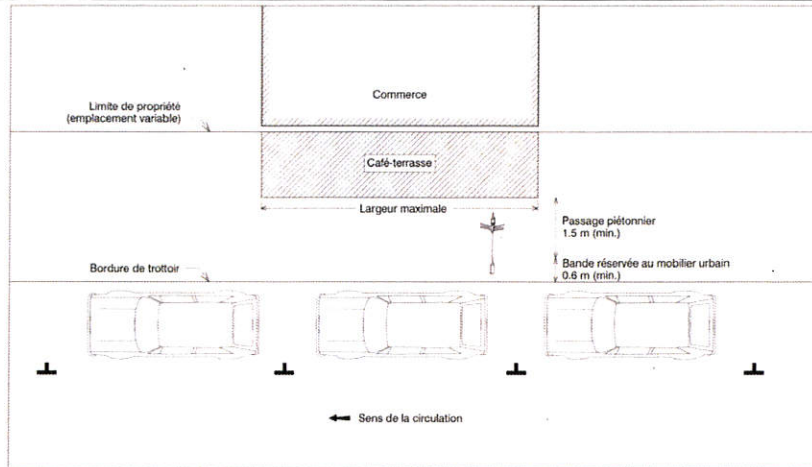 Commerce
Limite de propriété
(emplacement variable)
Café-terrasse
Largeur maximale
Passage piétonnier
1.5 m (min.)
Bordure de trottoir
Bande réservée au mobilier urbain
0.6 m (min.)
Sens de la circulation